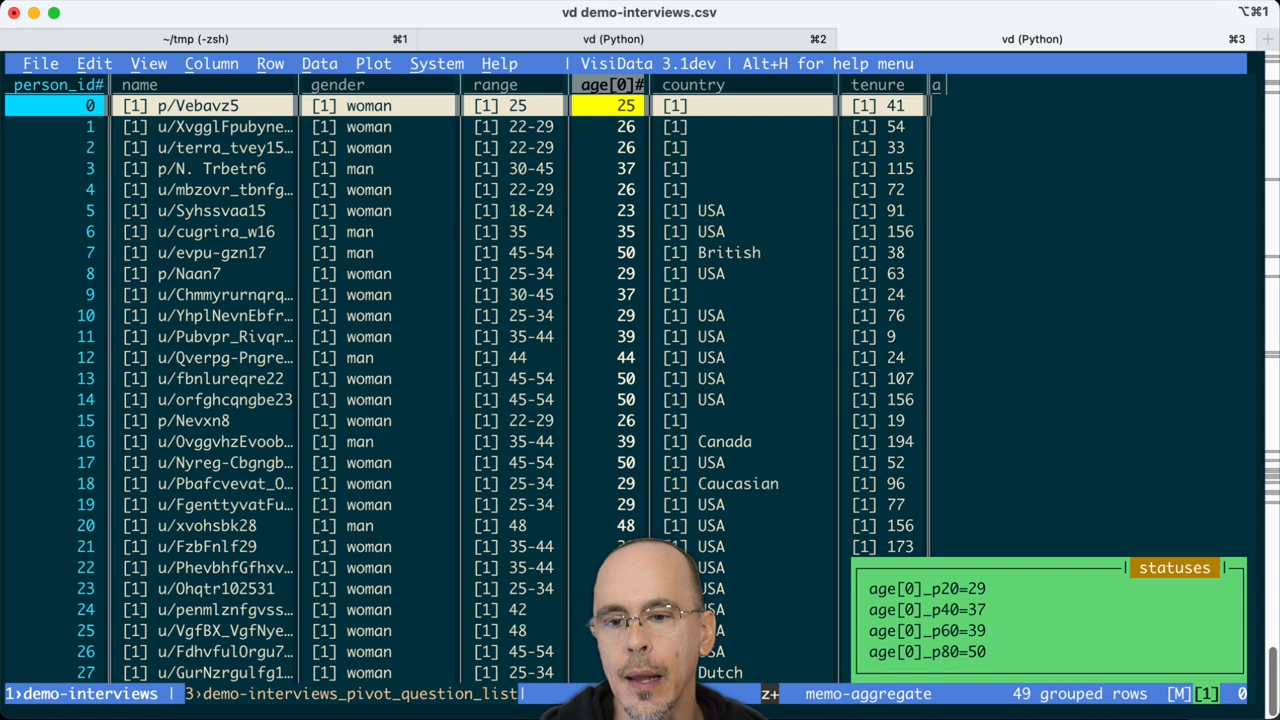 vd demo-interviews.csv ⌥⌘1
~/tmp (-zsh) ⌘1 vd (Python) ⌘2 vd (Python) ⌘3 +
File Edit View Column Row Data Plot System Help | VisiData 3.1dev | Alt+H for help menu
person_id# name gender range age[0]# country tenure a
0 [1] p/Vebavz5 [1] woman [1] 25 25 [1] [1] 41
1 [1] u/XvgglFpubyne… [1] woman [1] 22-29 26 [1] [1] 54
2 [1] u/terra_tvey15… [1] woman [1] 22-29 26 [1] [1] 33
3 [1] p/N. Trbetr6 [1] man [1] 30-45 37 [1] [1] 115
4 [1] u/mbzovr_tbnfg… [1] woman [1] 22-29 26 [1] [1] 72
5 [1] u/Syhssvaa15 [1] woman [1] 18-24 23 [1] USA [1] 91
6 [1] u/cugrira_w16 [1] man [1] 35 35 [1] USA [1] 156
7 [1] u/evpu-gzn17 [1] man [1] 45-54 50 [1] British [1] 38
8 [1] p/Naan7 [1] woman [1] 25-34 29 [1] USA [1] 63
9 [1] u/Chmmyrurnqrq… [1] woman [1] 30-45 37 [1] [1] 24
10 [1] u/YhplNevnEbfr… [1] woman [1] 25-34 29 [1] USA [1] 76
11 [1] u/Pubvpr_Rivqr… [1] woman [1] 35-44 39 [1] USA [1] 9
12 [1] u/Qverpg-Pngre… [1] man [1] 44 44 [1] USA [1] 24
13 [1] u/fbnlureqre22 [1] woman [1] 45-54 50 [1] USA [1] 107
14 [1] u/orfghcqngbe23 [1] woman [1] 45-54 50 [1] USA [1] 156
15 [1] p/Nevxn8 [1] woman [1] 22-29 26 [1] [1] 19
16 [1] u/OvggvhzEvoob… [1] man [1] 35-44 39 [1] Canada [1] 194
17 [1] u/Nyreg-Cbgngb… [1] woman [1] 45-54 50 [1] USA [1] 52
18 [1] u/Pbafcvevat_O… [1] woman [1] 25-34 29 [1] Caucasian [1] 96
19 [1] u/FgenttyvatFu… [1] woman [1] 25-34 29 [1] USA [1] 77
20 [1] u/xvohsbk28 [1] man [1] 48 48 [1] USA [1] 156
21 [1] u/FzbFnlf29 [1] woman [1] 35-44 [1] USA [1] 173
22 [1] u/PhevbhfGfhxv… [1] woman [1] 35-44 USA
23 [1] u/Ohqtr102531 [1] woman [1] 25-34 USA
24 [1] u/penmlznfgvss… [1] woman [1] 42
25 [1] u/VgfBX_VgfNye… [1] woman [1] 48
26 [1] u/FdhvfulOrgu7… [1] woman [1] 45-54 USA
27 [1] u/GurNzrgulfg1… [1] woman [1] 25-34 Dutch
statuses
age[0]_p20=29
age[0]_p40=37
age[0]_p60=39
age[0]_p80=50
1›demo-interviews | 3›demo-interviews_pivot_question_list| z+ memo-aggregate 49 grouped rows [M] [1] 0